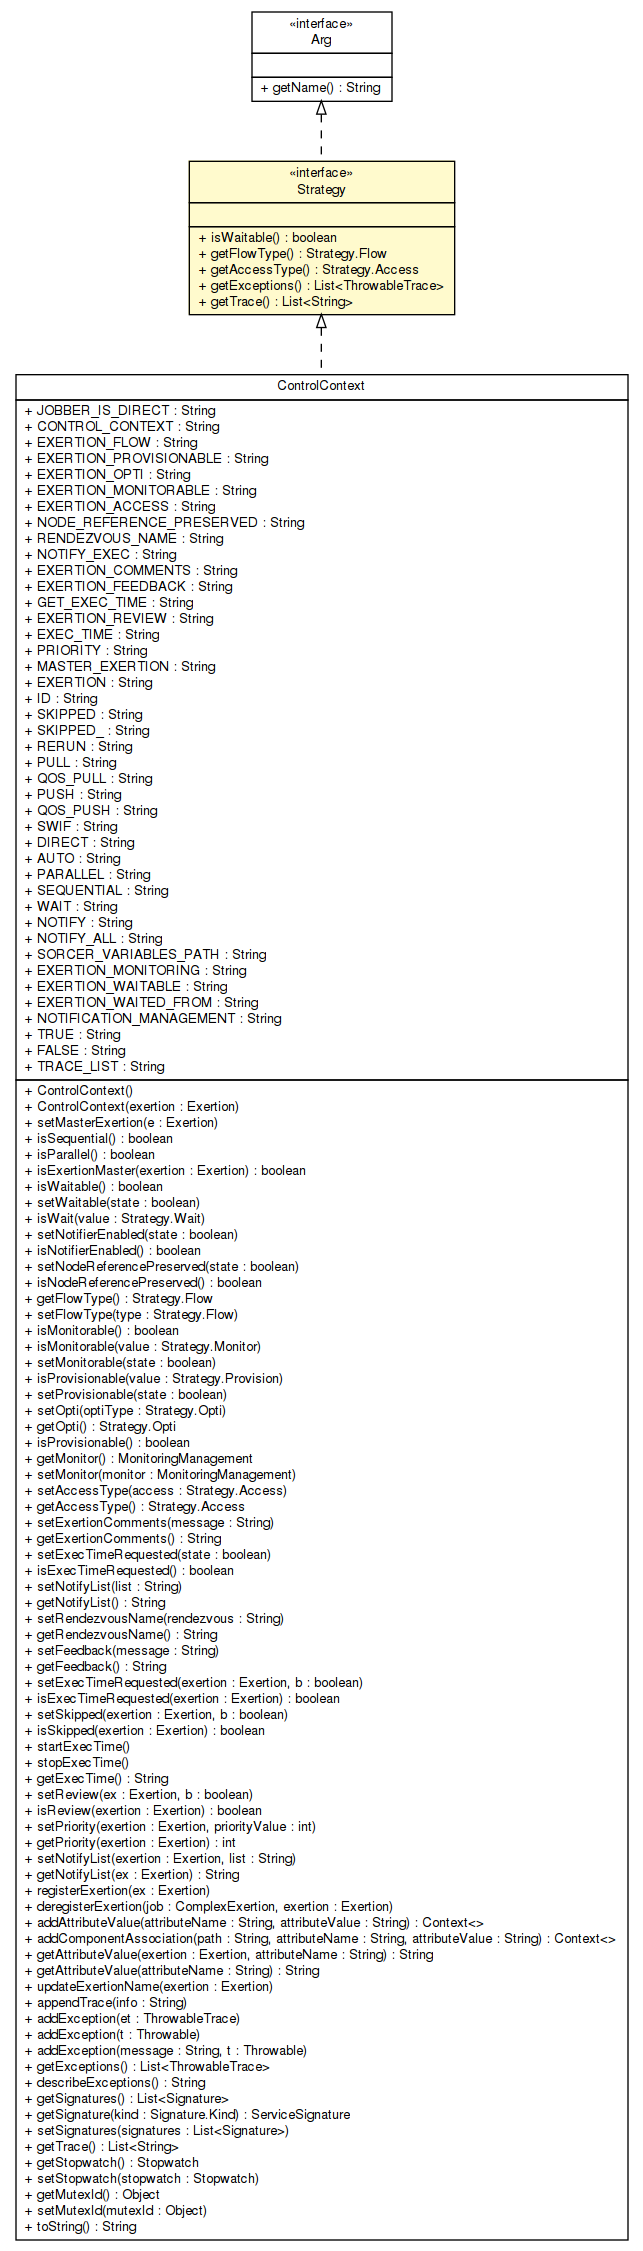 «interface»
Arg
+ getName() : String
«interface»
Strategy
+ isWaitable() : boolean
+ getFlowType() : Strategy.Flow
+ getAccessType() : Strategy.Access
+ getExceptions() : List<ThrowableTrace>
+ getTrace() : List<String>
ControlContext
+ JOBBER_IS_DIRECT : String
+ CONTROL_CONTEXT : String
+ EXERTION_FLOW : String
+ EXERTION_PROVISIONABLE : String
+ EXERTION_OPTI : String
+ EXERTION_MONITORABLE : String
+ EXERTION_ACCESS : String
+ NODE_REFERENCE_PRESERVED : String
+ RENDEZVOUS_NAME : String
+ NOTIFY_EXEC : String
+ EXERTION_COMMENTS : String
+ EXERTION_FEEDBACK : String
+ GET_EXEC_TIME : String
+ EXERTION_REVIEW : String
+ EXEC_TIME : String
+ PRIORITY : String
+ MASTER_EXERTION : String
+ EXERTION : String
+ ID : String
+ SKIPPED : String
+ SKIPPED_ : String
+ RERUN : String
+ PULL : String
+ QOS_PULL : String
+ PUSH : String
+ QOS_PUSH : String
+ SWIF : String
+ DIRECT : String
+ AUTO : String
+ PARALLEL : String
+ SEQUENTIAL : String
+ WAIT : String
+ NOTIFY : String
+ NOTIFY_ALL : String
+ SORCER_VARIABLES_PATH : String
+ EXERTION_MONITORING : String
+ EXERTION_WAITABLE : String
+ EXERTION_WAITED_FROM : String
+ NOTIFICATION_MANAGEMENT : String
+ TRUE : String
+ FALSE : String
+ TRACE_LIST : String
+ ControlContext()
+ ControlContext(exertion : Exertion)
+ setMasterExertion(e : Exertion)
+ isSequential() : boolean
+ isParallel() : boolean
+ isExertionMaster(exertion : Exertion) : boolean
+ isWaitable() : boolean
+ setWaitable(state : boolean)
+ isWait(value : Strategy.Wait)
+ setNotifierEnabled(state : boolean)
+ isNotifierEnabled() : boolean
+ setNodeReferencePreserved(state : boolean)
+ isNodeReferencePreserved() : boolean
+ getFlowType() : Strategy.Flow
+ setFlowType(type : Strategy.Flow)
+ isMonitorable() : boolean
+ isMonitorable(value : Strategy.Monitor)
+ setMonitorable(state : boolean)
+ isProvisionable(value : Strategy.Provision)
+ setProvisionable(state : boolean)
+ setOpti(optiType : Strategy.Opti)
+ getOpti() : Strategy.Opti
+ isProvisionable() : boolean
+ getMonitor() : MonitoringManagement
+ setMonitor(monitor : MonitoringManagement)
+ setAccessType(access : Strategy.Access)
+ getAccessType() : Strategy.Access
+ setExertionComments(message : String)
+ getExertionComments() : String
+ setExecTimeRequested(state : boolean)
+ isExecTimeRequested() : boolean
+ setNotifyList(list : String)
+ getNotifyList() : String
+ setRendezvousName(rendezvous : String)
+ getRendezvousName() : String
+ setFeedback(message : String)
+ getFeedback() : String
+ setExecTimeRequested(exertion : Exertion, b : boolean)
+ isExecTimeRequested(exertion : Exertion) : boolean
+ setSkipped(exertion : Exertion, b : boolean)
+ isSkipped(exertion : Exertion) : boolean
+ startExecTime()
+ stopExecTime()
+ getExecTime() : String
+ setReview(ex : Exertion, b : boolean)
+ isReview(exertion : Exertion) : boolean
+ setPriority(exertion : Exertion, priorityValue : int)
+ getPriority(exertion : Exertion) : int
+ setNotifyList(exertion : Exertion, list : String)
+ getNotifyList(ex : Exertion) : String
+ registerExertion(ex : Exertion)
+ deregisterExertion(job : ComplexExertion, exertion : Exertion)
+ addAttributeValue(attributeName : String, attributeValue : String) : Context<>
+ addComponentAssociation(path : String, attributeName : String, attributeValue : String) : Context<>
+ getAttributeValue(exertion : Exertion, attributeName : String) : String
+ getAttributeValue(attributeName : String) : String
+ updateExertionName(exertion : Exertion)
+ appendTrace(info : String)
+ addException(et : ThrowableTrace)
+ addException(t : Throwable)
+ addException(message : String, t : Throwable)
+ getExceptions() : List<ThrowableTrace>
+ describeExceptions() : String
+ getSignatures() : List<Signature>
+ getSignature(kind : Signature.Kind) : ServiceSignature
+ setSignatures(signatures : List<Signature>)
+ getTrace() : List<String>
+ getStopwatch() : Stopwatch
+ setStopwatch(stopwatch : Stopwatch)
+ getMutexId() : Object
+ setMutexId(mutexId : Object)
+ toString() : String